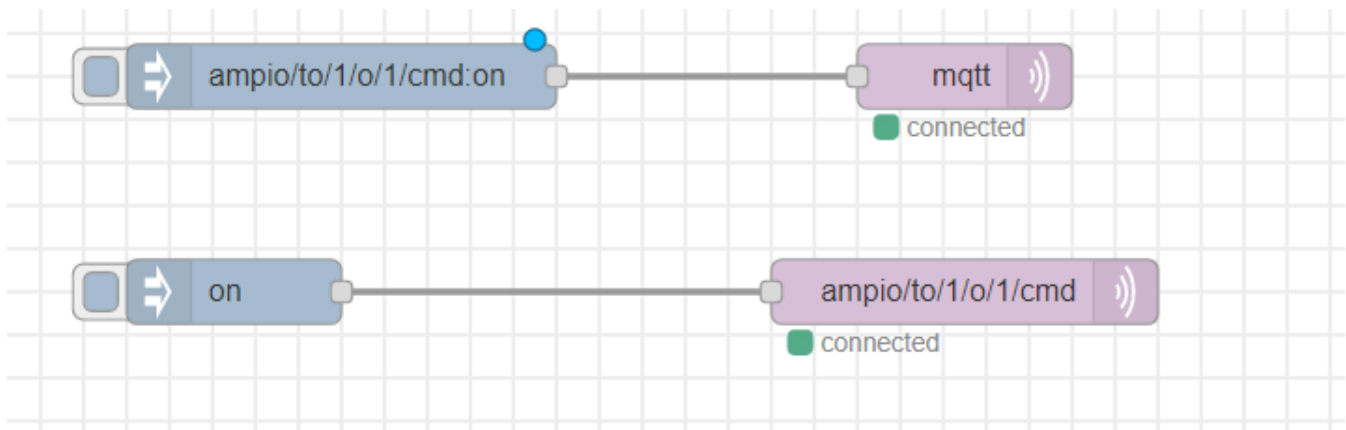 ampio/to/1/o/1/cmd:on
mqtt
connected
on
ampio/to/1/o/1/cmd
connected